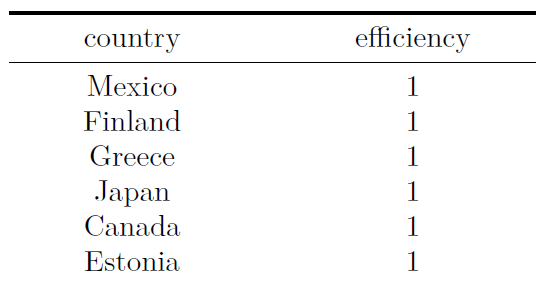 country efficiency
Mexico 1
Finland 1
Greece 1
Japan 1
Canada 1
Estonia 1